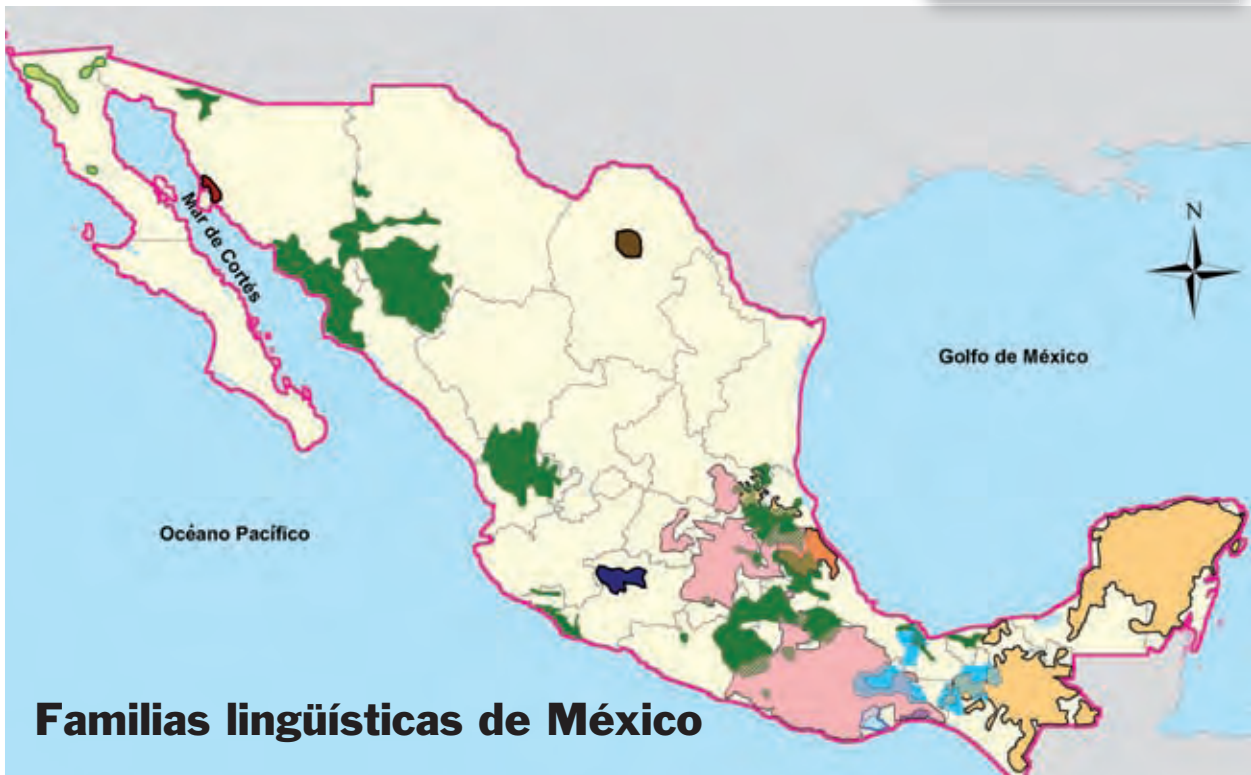 N
Mar de Cortés
Golfo de México
Océano Pacífico
Familias lingüísticas de México